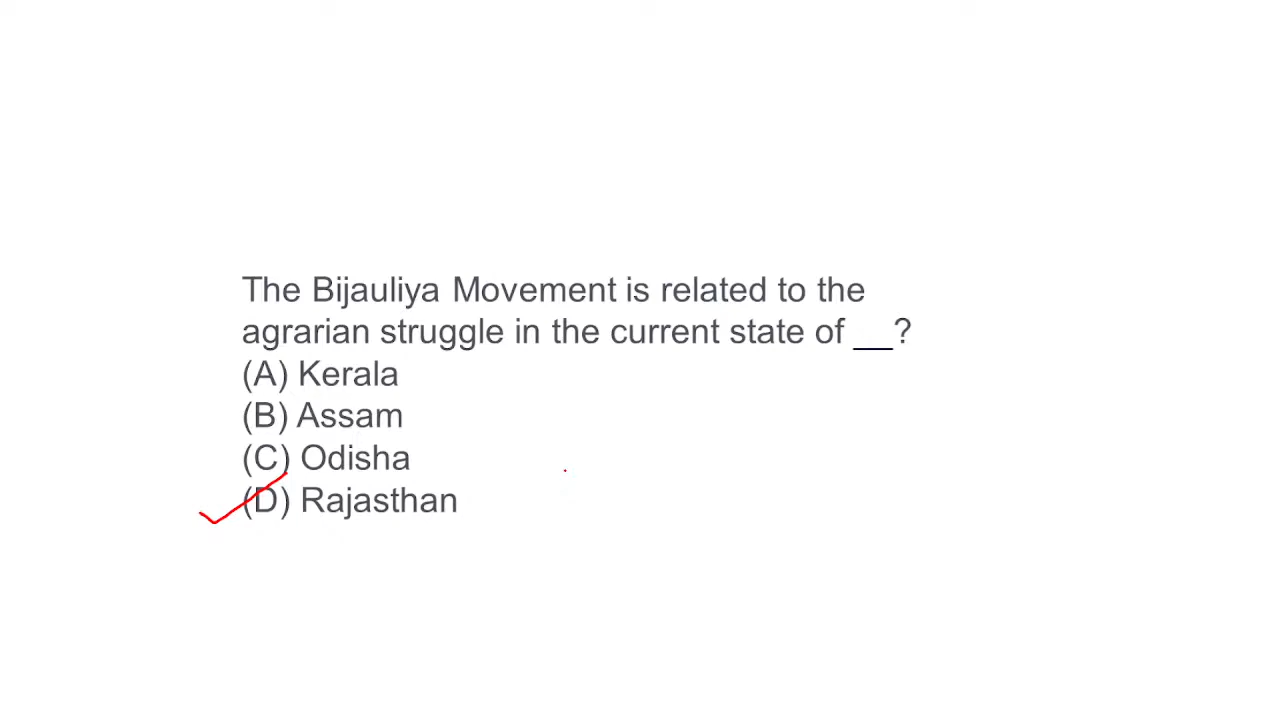 The Bijauliya Movement is related to the
agrarian struggle in the current state of __?
(A) Kerala
(B) Assam
(C) Odisha
(D) Rajasthan